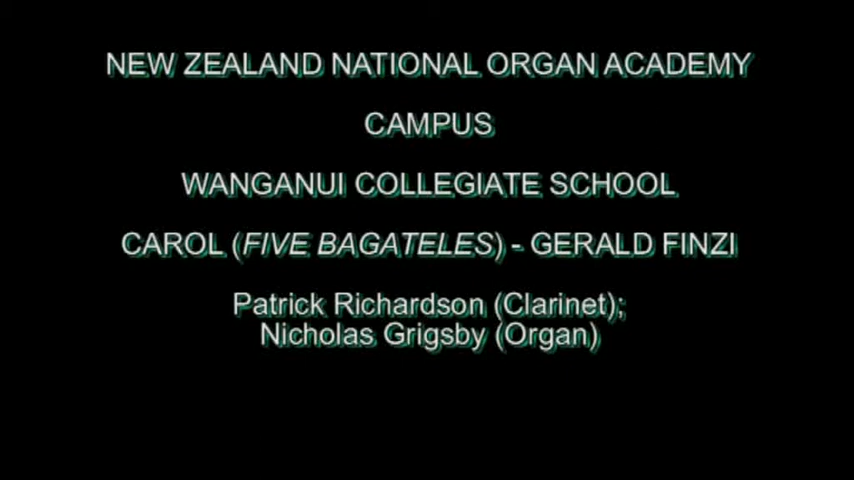 NEW ZEALAND NATIONAL ORGAN ACADEMY
CAMPUS
WANGANUI COLLEGIATE SCHOOL
CAROL (FIVE BAGATELES) - GERALD FINZI
Patrick Richardson (Clarinet);
Nicholas Grigsby (Organ)